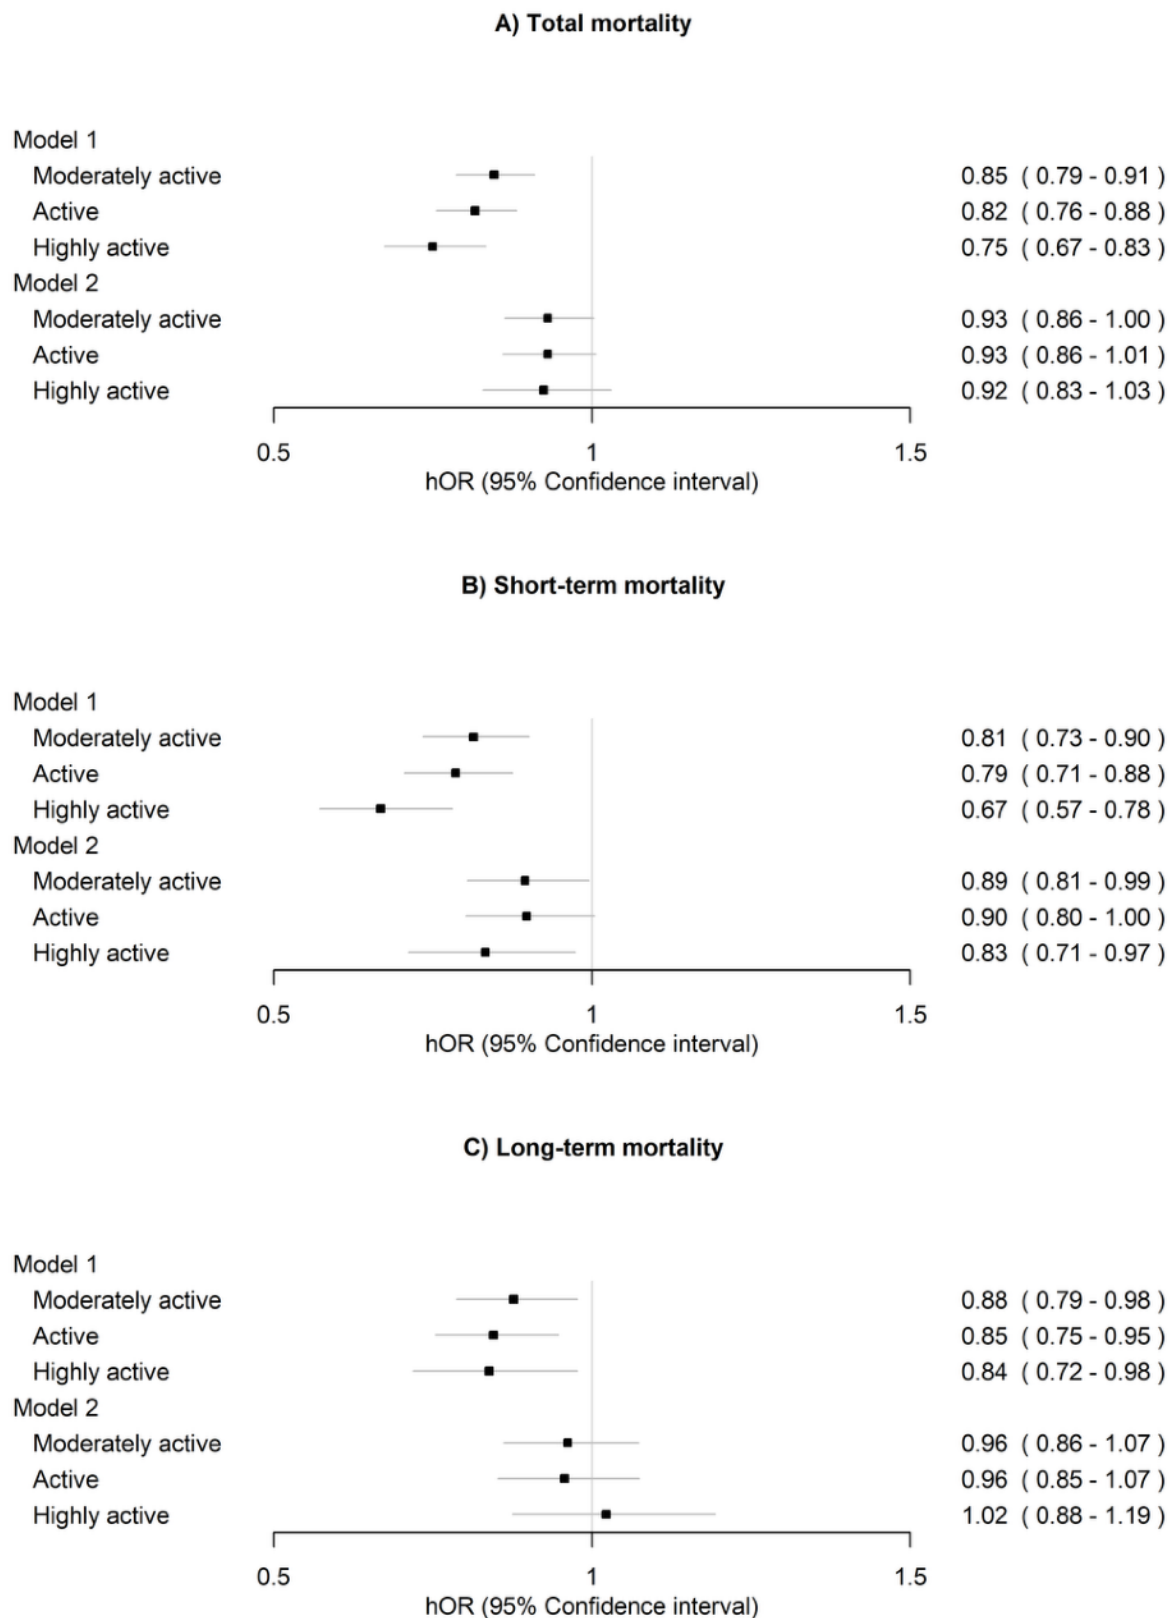 A) Total mortality
Model 1
Moderately active 0.85 ( 0.79 - 0.91 )
Active 0.82 ( 0.76 - 0.88 )
Highly active 0.75 ( 0.67 - 0.83 )
Model 2
Moderately active 0.93 ( 0.86 - 1.00 )
Active 0.93 ( 0.86 - 1.01 )
Highly active 0.92 ( 0.83 - 1.03 )
0.5 1 1.5
hOR (95% Confidence interval)
B) Short-term mortality
Model 1
Moderately active 0.81 ( 0.73 - 0.90 )
Active 0.79 ( 0.71 - 0.88 )
Highly active 0.67 ( 0.57 - 0.78 )
Model 2
Moderately active 0.89 ( 0.81 - 0.99 )
Active 0.90 ( 0.80 - 1.00 )
Highly active 0.83 ( 0.71 - 0.97 )
0.5 1 1.5
hOR (95% Confidence interval)
C) Long-term mortality
Model 1
Moderately active 0.88 ( 0.79 - 0.98 )
Active 0.85 ( 0.75 - 0.95 )
Highly active 0.84 ( 0.72 - 0.98 )
Model 2
Moderately active 0.96 ( 0.86 - 1.07 )
Active 0.96 ( 0.85 - 1.07 )
Highly active 1.02 ( 0.88 - 1.19 )
0.5 1 1.5
hOR (95% Confidence interval)